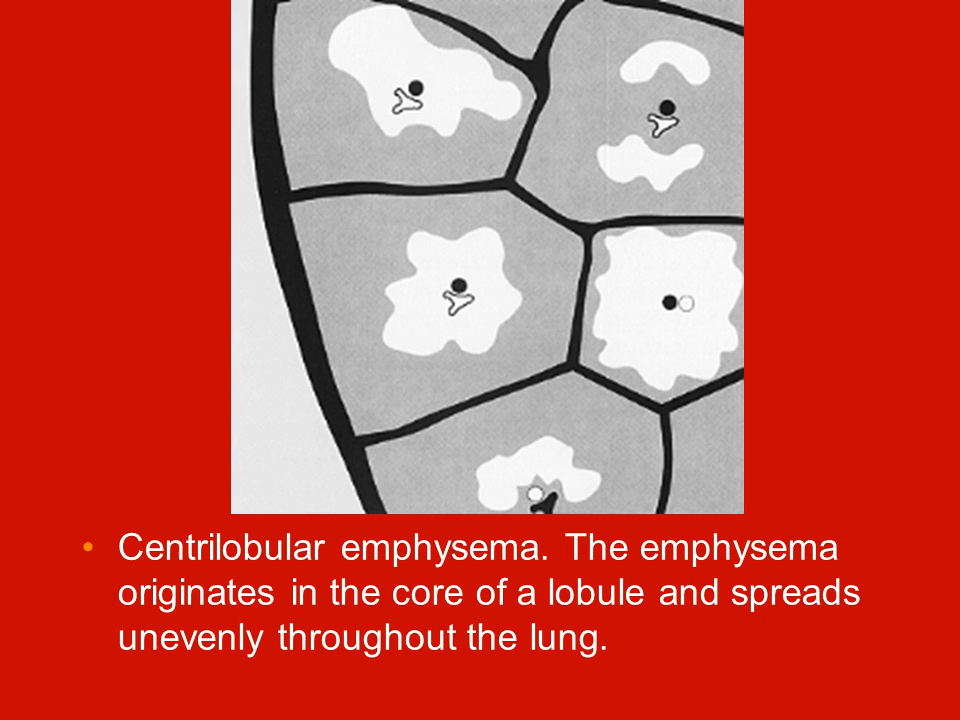 • Centrilobular emphysema. The emphysema
originates in the core of a lobule and spreads
unevenly throughout the lung.